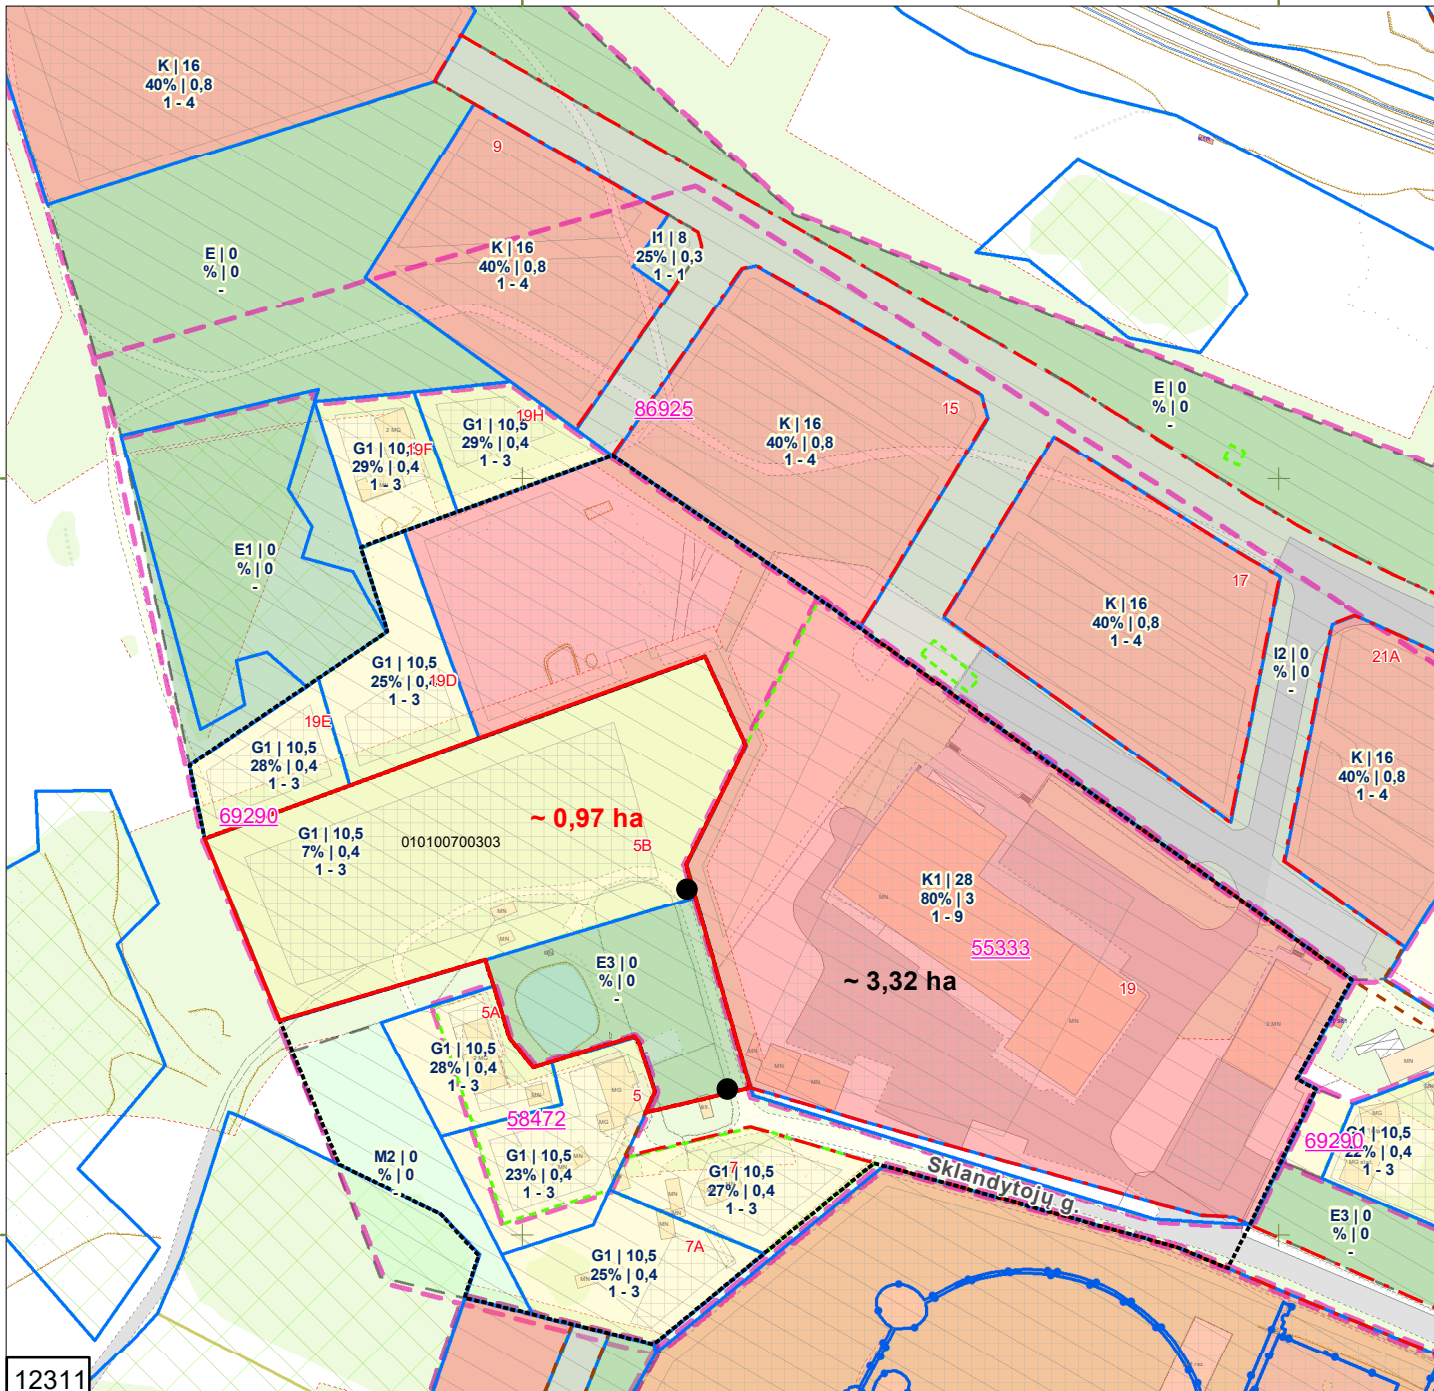 K | 16
40% | 0,8
1 - 4
9
E | 0
% | 0
-
K | 16
40% | 0,8
1 - 4
I1 | 8
25% | 0,3
1 - 1
86925
15
K | 16
40% | 0,8
1 - 4
E | 0
% | 0
-
G1 | 10,5
29% | 0,4
1 - 3
19F
G1 | 10,5
29% | 0,4
1 - 3
19H
E1 | 0
% | 0
-
17
K | 16
40% | 0,8
1 - 4
I2 | 0
% | 0
-
21A
K | 16
40% | 0,8
1 - 4
G1 | 10,5
25% | 0,4
1 - 3
19D
19E
G1 | 10,5
28% | 0,4
1 - 3
69290
G1 | 10,5
7% | 0,4
1 - 3
010100700303
~ 0,97 ha
5B
K1 | 28
80% | 3
1 - 9
55333
~ 3,32 ha
19
E3 | 0
% | 0
-
5A
G1 | 10,5
28% | 0,4
1 - 3
5
58472
G1 | 10,5
23% | 0,4
1 - 3
M2 | 0
% | 0
-
7
G1 | 10,5
27% | 0,4
1 - 3
Sklandytojų g.
7A
G1 | 10,5
25% | 0,4
1 - 3
69290
G1 | 10,5
22% | 0,4
1 - 3
E3 | 0
% | 0
-
12311